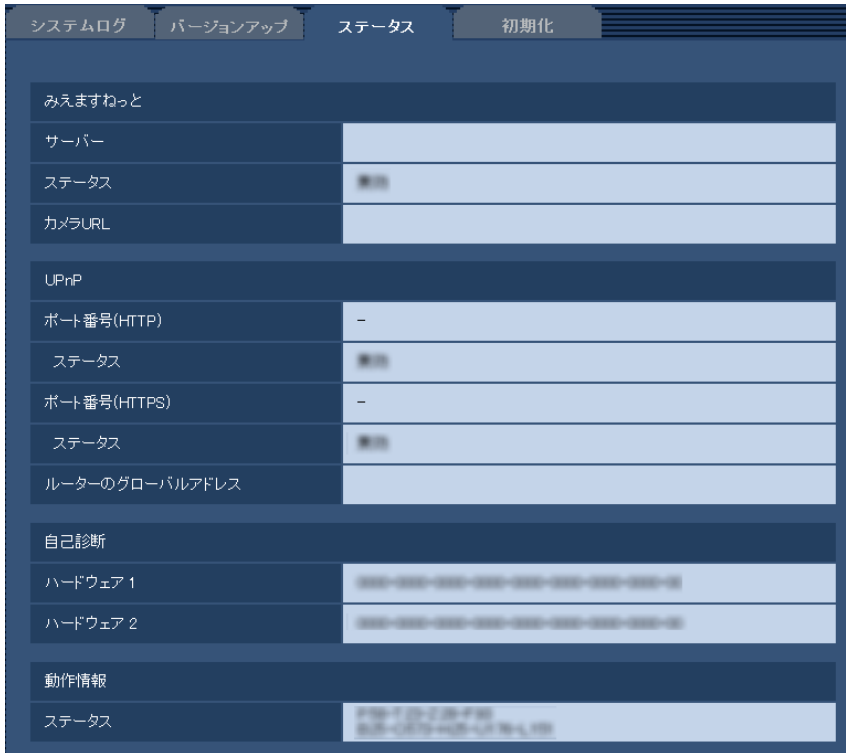 システムログ
バージョンアップ
ステータス
初期化
みえますねっと
サーバー
ステータス
カメラURL
UPnP
ポート番号(HTTP)
-
ステータス
ポート番号(HTTPS)
-
ステータス
ルーターのグローバルアドレス
自己診断
ハードウェア1
ハードウェア2
動作情報
ステータス